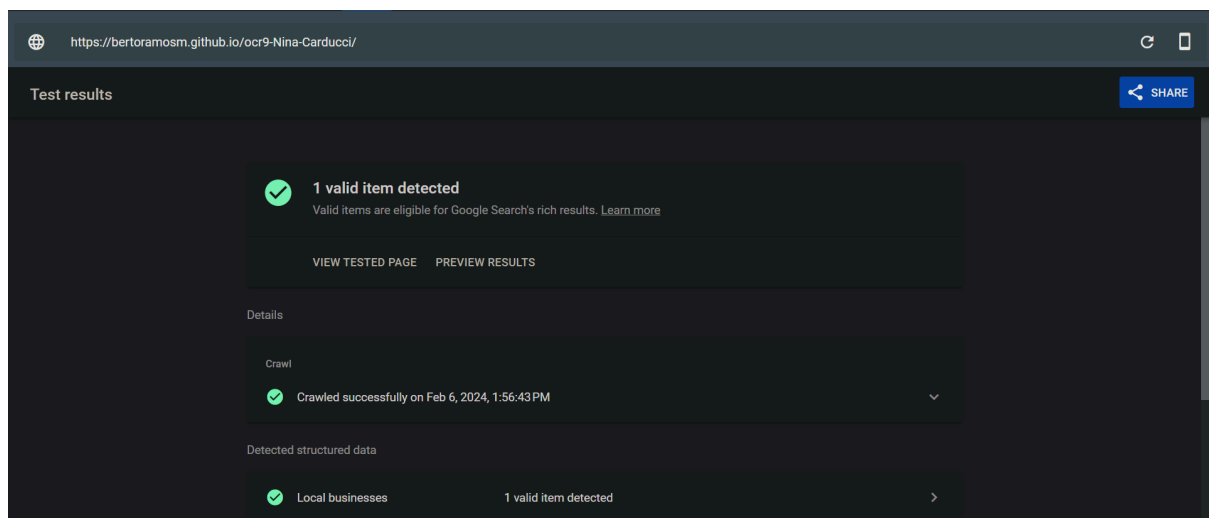 https://bertoramosm.github.io/ocr9-Nina-Carducci/
Test results
SHARE
1 valid item detected
Valid items are eligible for Google Search's rich results. Learn more
VIEW TESTED PAGE PREVIEW RESULTS
Details
Crawl
Crawled successfully on Feb 6, 2024, 1:56:43 PM
Detected structured data
Local businesses 1 valid item detected